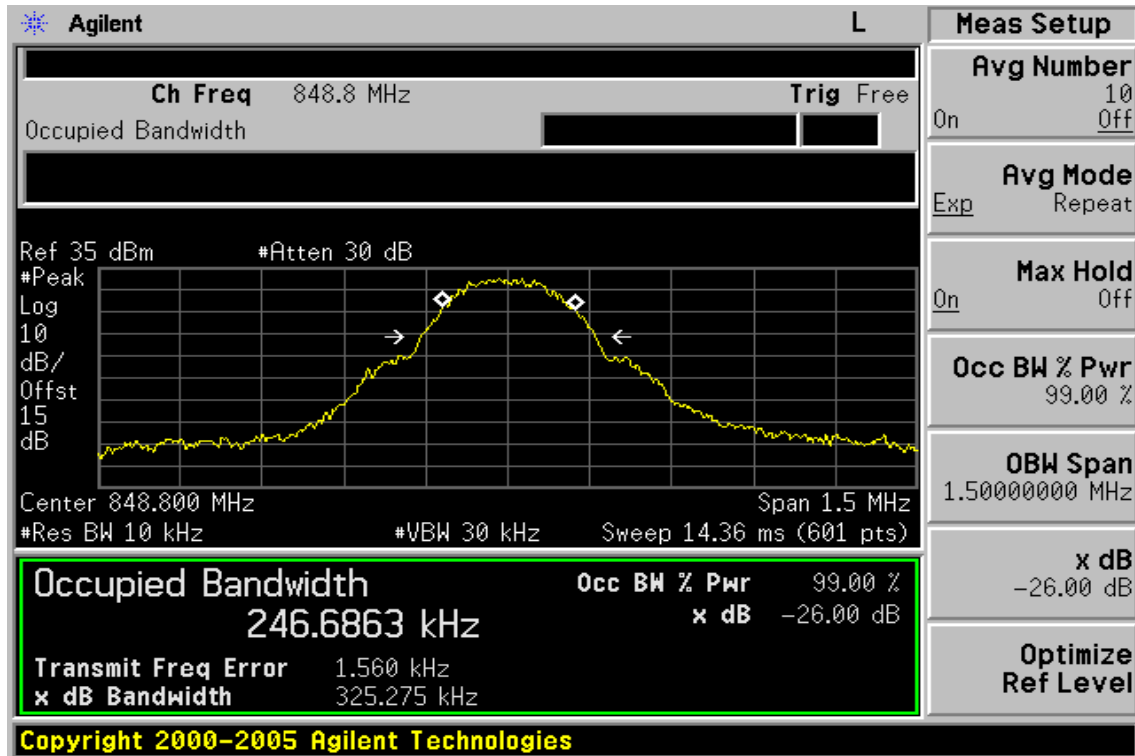 Agilent L
Ch Freq 848.8 MHz Trig Free
Occupied Bandwidth
Ref 35 dBm #Atten 30 dB
#Peak
Log
10
dB/
Offst
15
dB
Center 848.800 MHz Span 1.5 MHz
#Res BW 10 kHz #VBW 30 kHz Sweep 14.36 ms (601 pts)
Occupied Bandwidth Occ BW % Pwr 99.00 %
246.6863 kHz x dB -26.00 dB
Transmit Freq Error 1.560 kHz
x dB Bandwidth 325.275 kHz
Copyright 2000-2005 Agilent Technologies
Meas Setup
Avg Number
10
On Off
Avg Mode
Exp Repeat
Max Hold
On Off
Occ BW % Pwr
99.00 %
OBW Span
1.50000000 MHz
x dB
-26.00 dB
Optimize
Ref Level